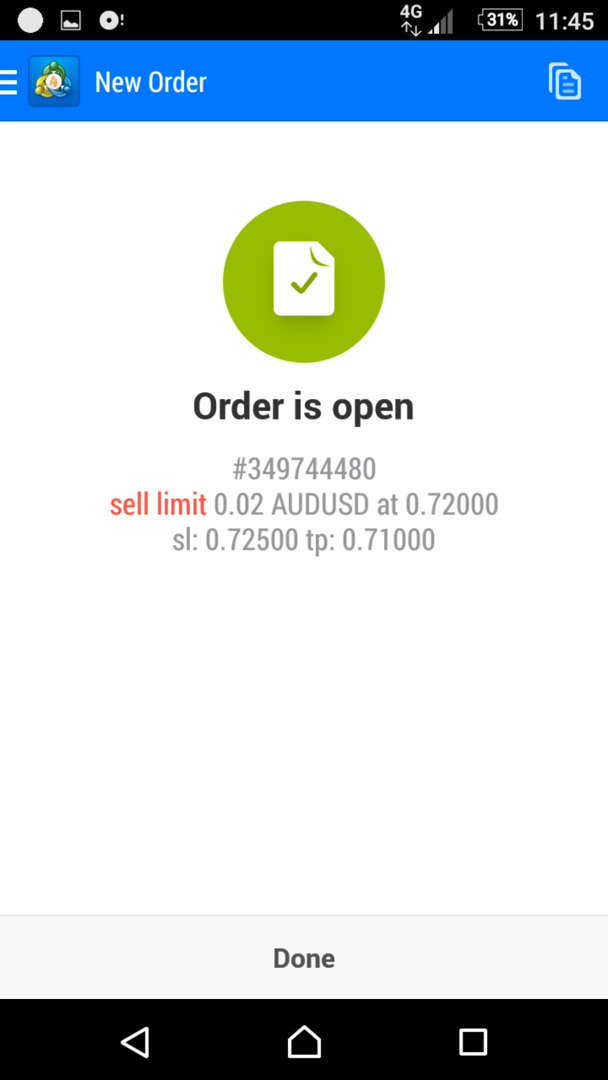 4G 31% 11:45
New Order
Order is open
#349744480
sell limit 0.02 AUDUSD at 0.72000
sl: 0.72500 tp: 0.71000
Done